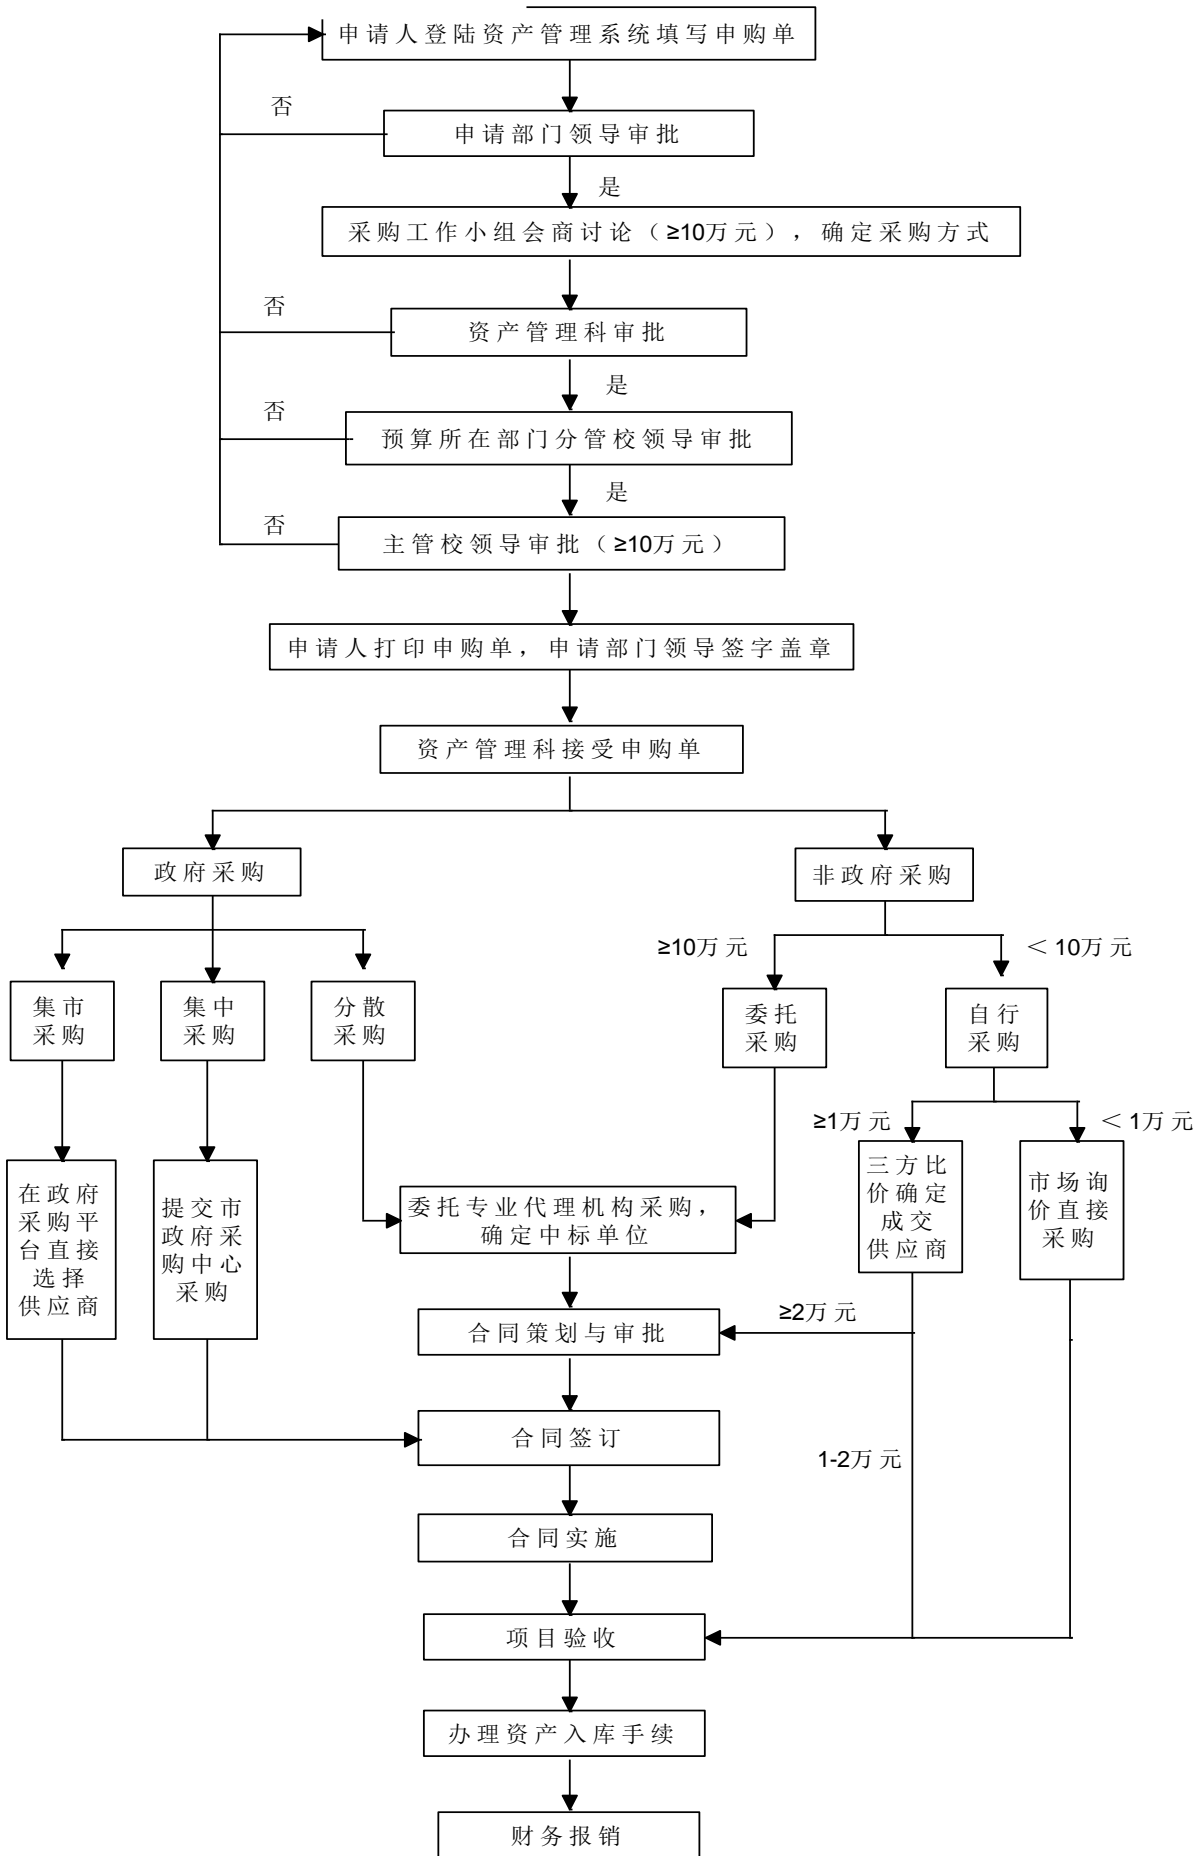 申请人登陆资产管理系统填写申购单
否
申请部门领导审批
是
采购工作小组会商讨论（≥10万元），确定采购方式
否
资产管理科审批
是
否
预算所在部门分管校领导审批
是
否
主管校领导审批（≥10万元）
申请人打印申购单，申请部门领导签字盖章
资产管理科接受申购单
政府采购
非政府采购
≥10万元
＜10万元
集市
采购
集中
采购
分散
采购
委托
采购
自行
采购
≥1万元
＜1万元
在政府
采购平
台直接
选择
供应商
提交市
政府采
购中心
采购
委托专业代理机构采购，
确定中标单位
三方比
价确定
成交
供应商
市场询
价直接
采购
≥2万元
合同策划与审批
合同签订
1-2万元
合同实施
项目验收
办理资产入库手续
财务报销